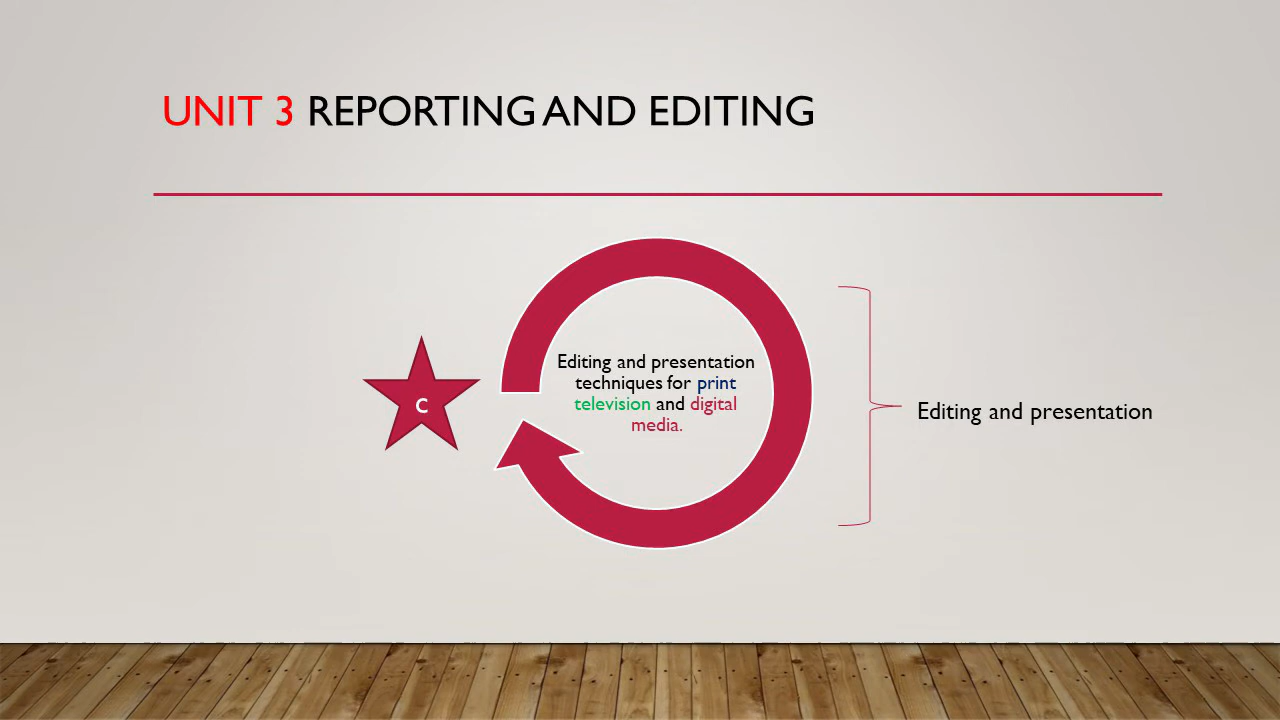 UNIT 3 REPORTING AND EDITING
C
Editing and presentation
techniques for print
television and digital
media.
Editing and presentation